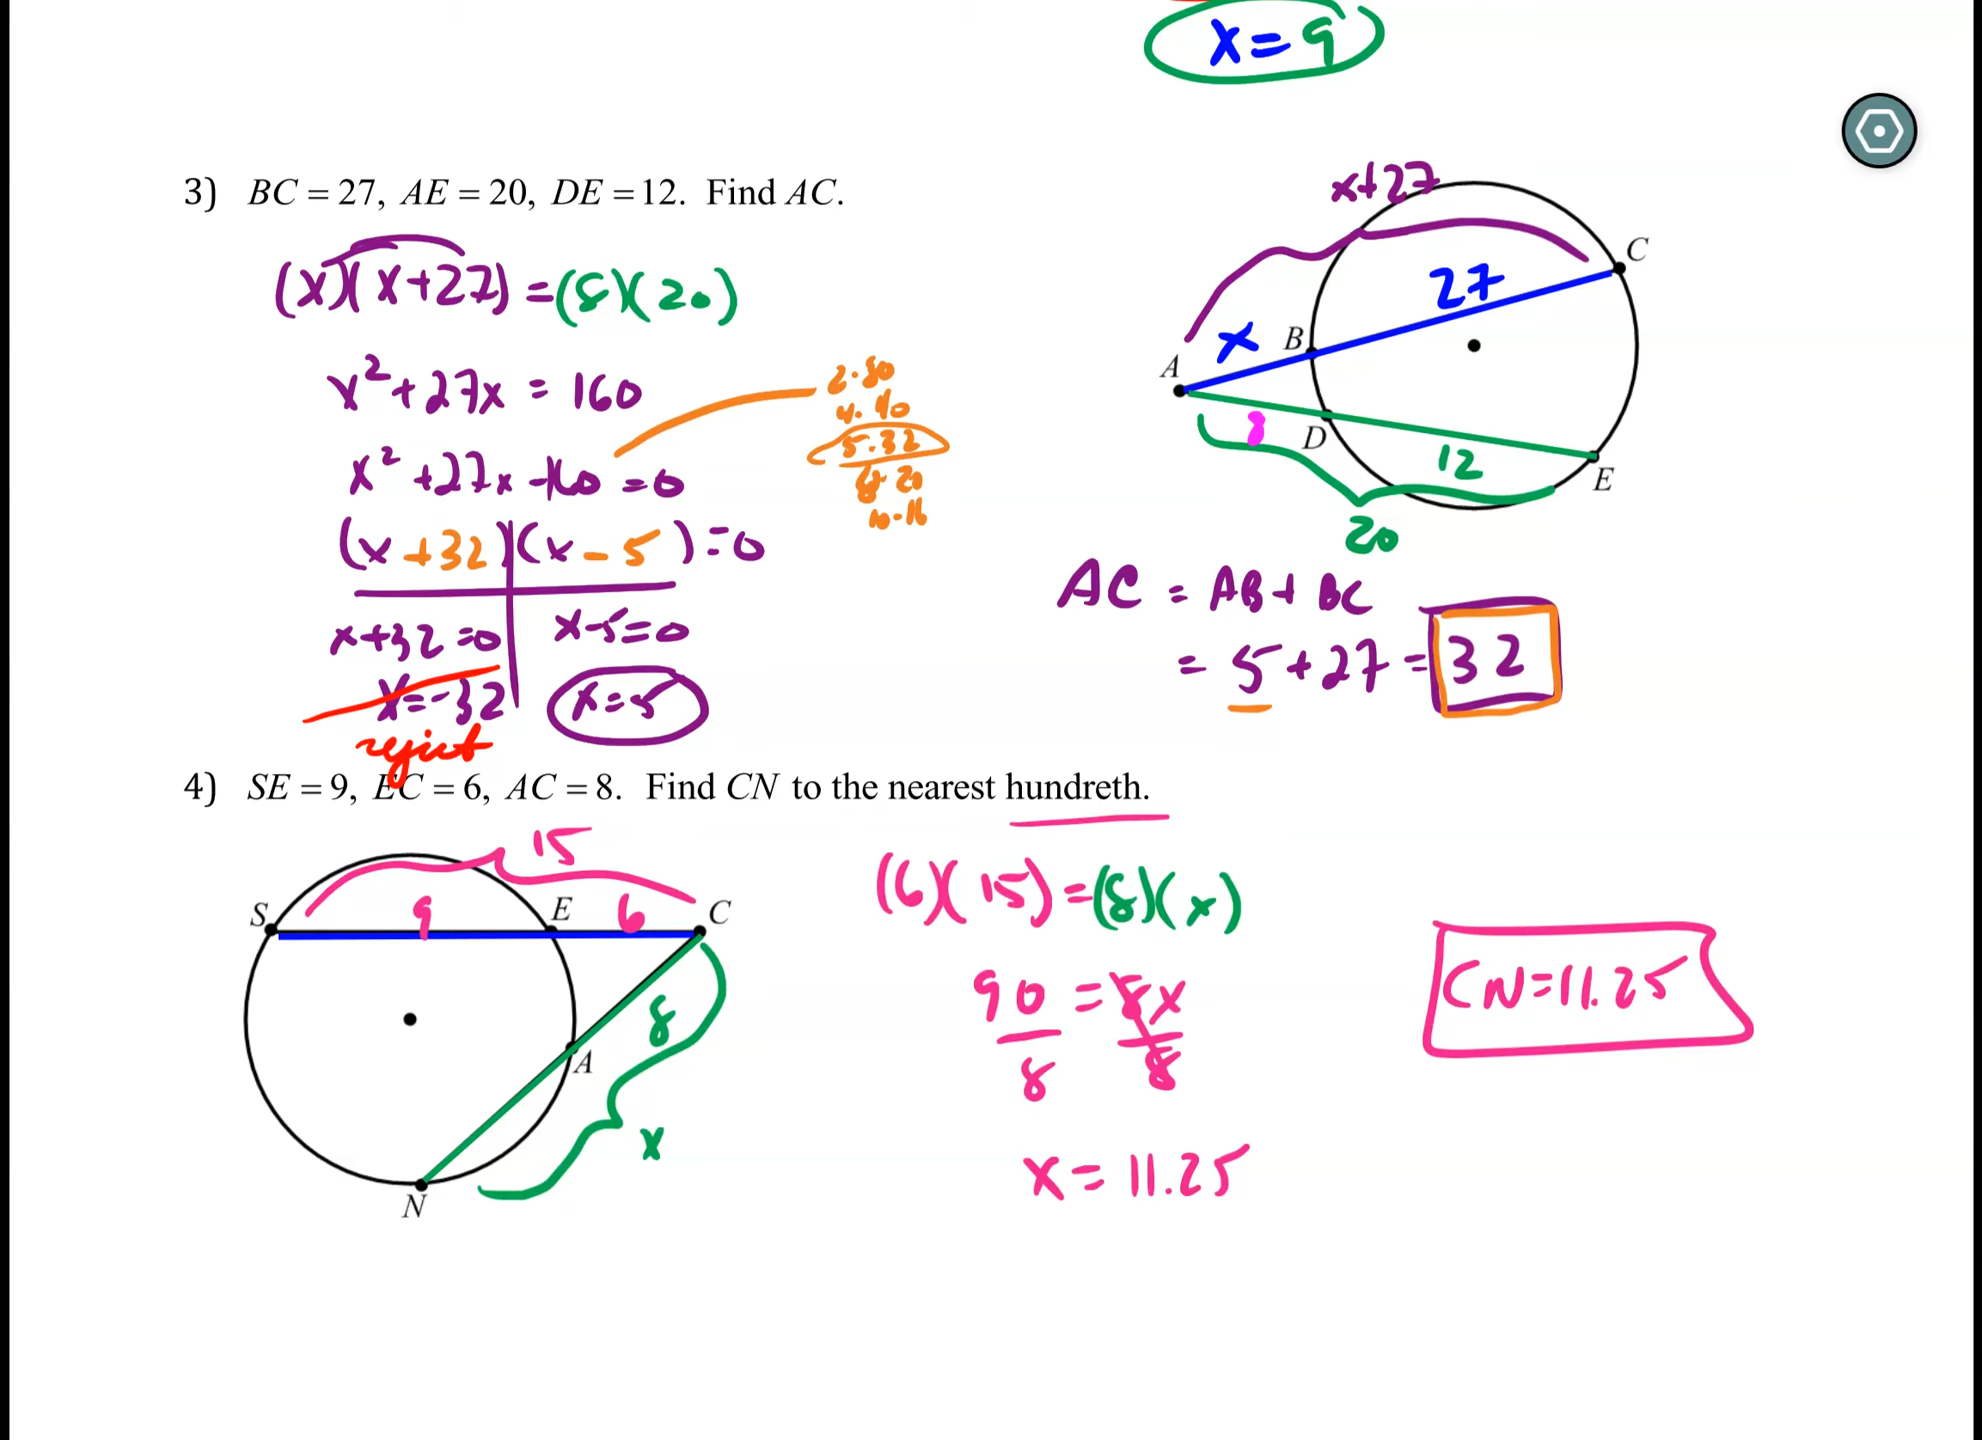 x=9
3) BC = 27, AE = 20, DE = 12. Find AC.
(x)(x+27)=(8)(20)
x²+27x = 160
x²+27x-160=0
(x+32)(x-5)=0
x+32=0
x-5=0
x=-32
x=5
reject
2·80
4·40
5·32
8·20
10·16
x+27
C
27
x
B
A
8
D
12
E
20
AC = AB+BC
= 5+27=32
4) SE = 9, EC = 6, AC = 8. Find CN to the nearest hundreth.
15
S
9
E
6
C
8
A
x
N
(6)(15)=(8)(x)
90 = 8x
8 8
x = 11.25
CN=11.25